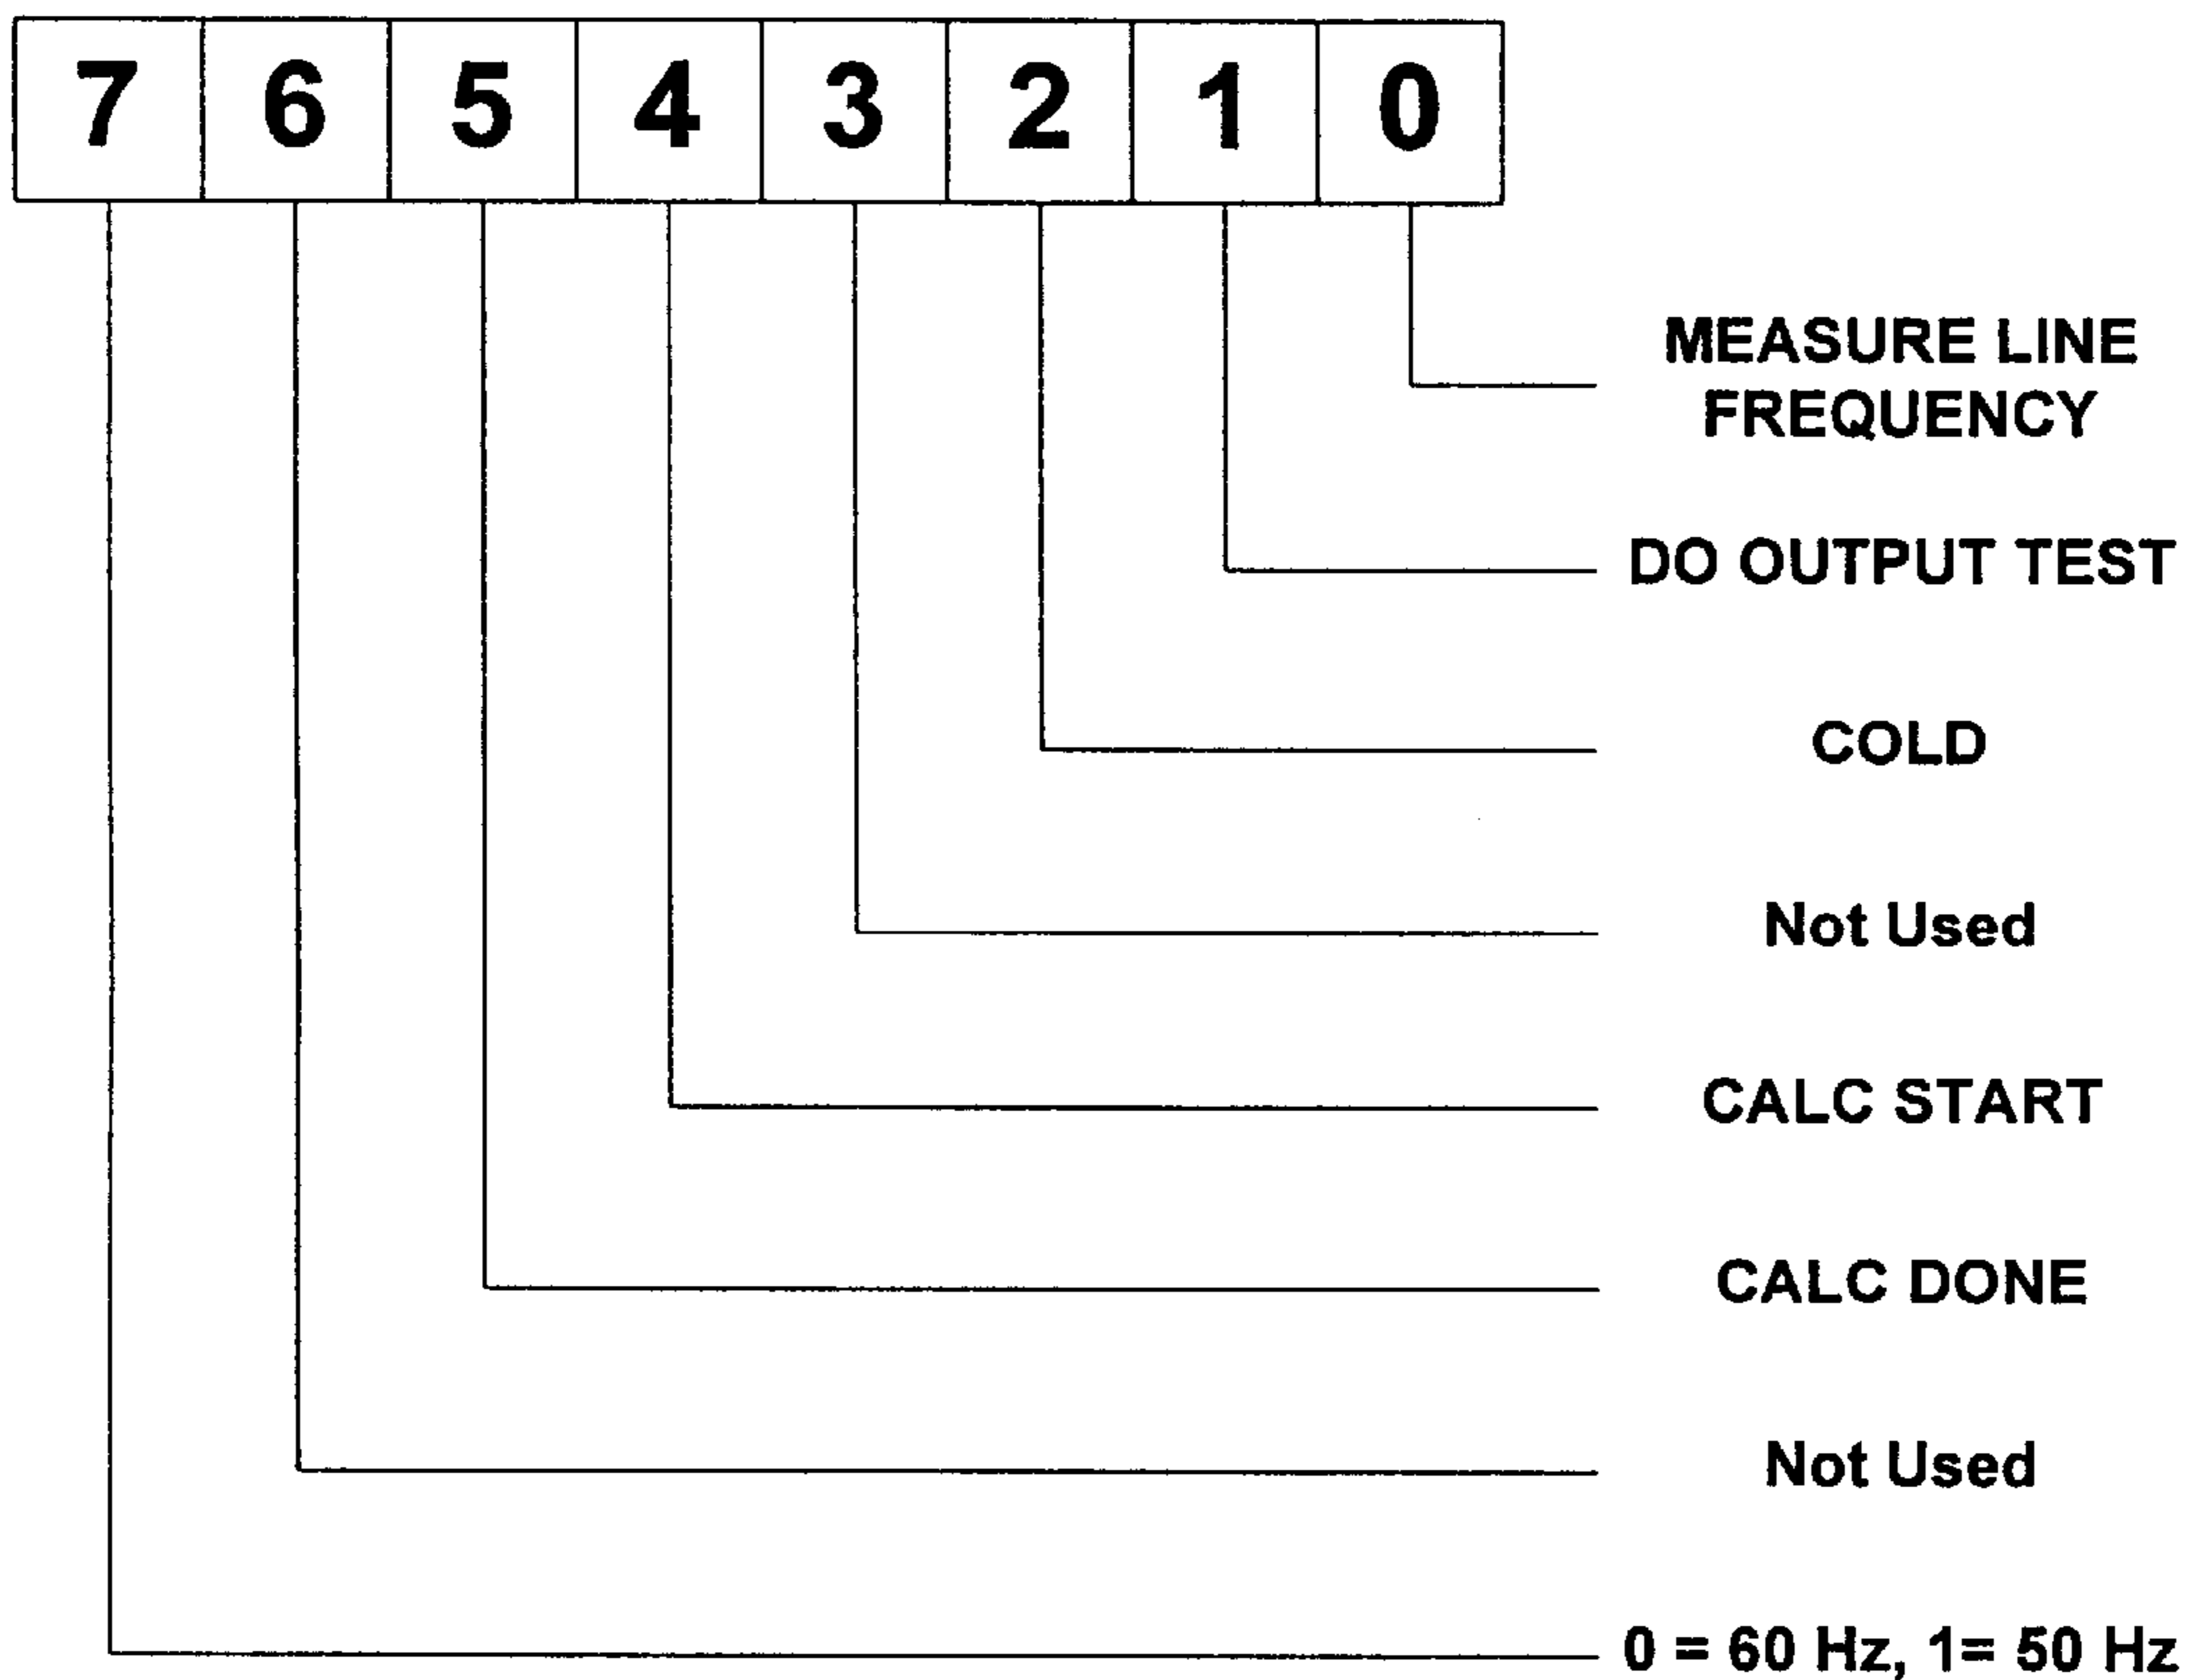 7 6 5 4 3 2 1 0
MEASURE LINE
FREQUENCY
DO OUTPUT TEST
COLD
Not Used
CALC START
CALC DONE
Not Used
0 = 60 Hz, 1= 50 Hz